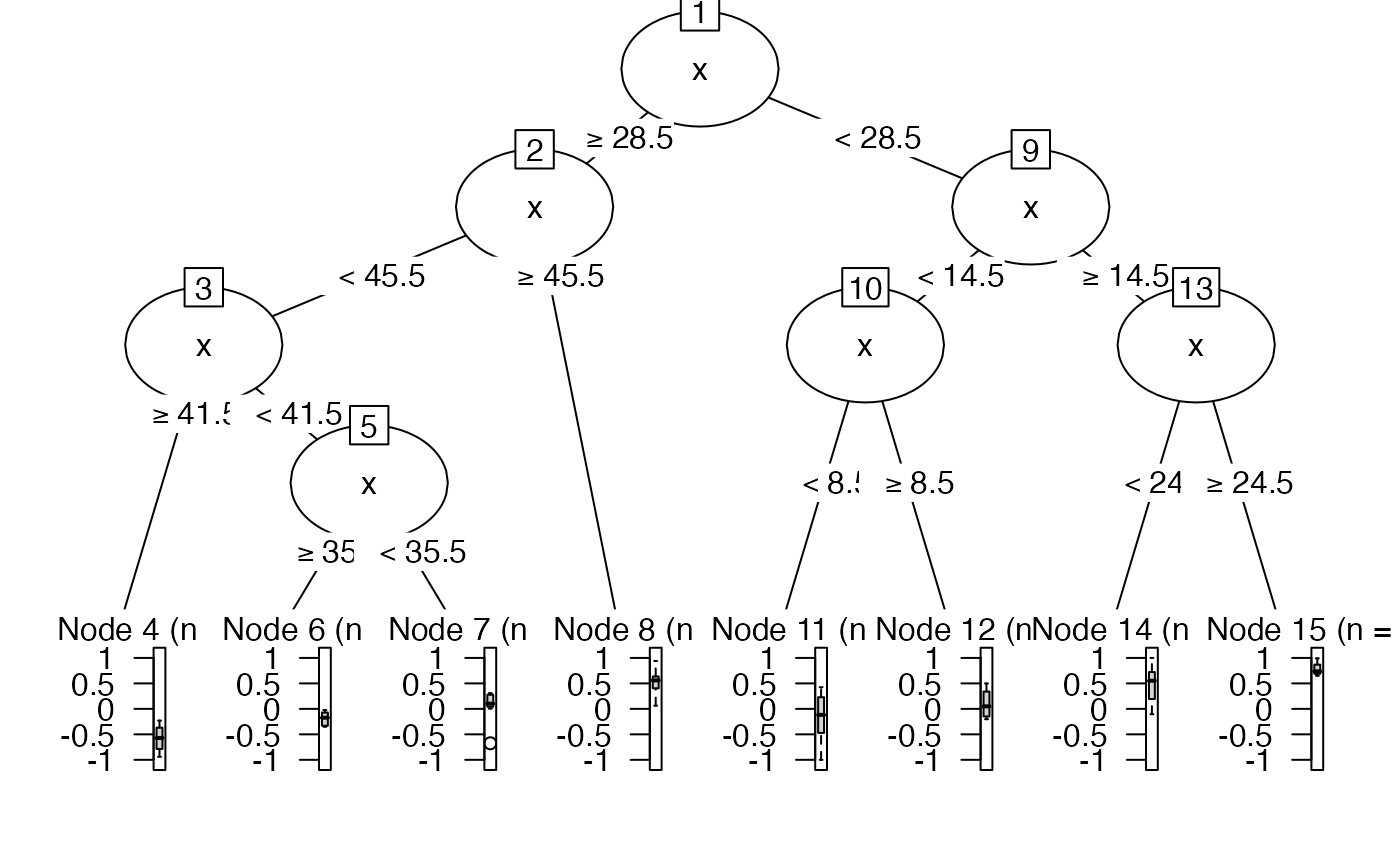 1
x
≥ 28.5
< 28.5
2
x
9
x
< 45.5
≥ 45.5
< 14.5
≥ 14.5
3
x
10
x
13
x
≥ 41.5
< 41.5
5
x
< 8.5
≥ 8.5
< 24
≥ 24.5
≥ 35
< 35.5
Node 4 (n
Node 6 (n
Node 7 (n
Node 8 (n
Node 11 (n
Node 12 (n
Node 14 (n
Node 15 (n =
1 1 1 1 1 1 1 1
0.5 0.5 0.5 0.5 0.5 0.5 0.5 0.5
0 0 0 0 0 0 0 0
-0.5 -0.5 -0.5 -0.5 -0.5 -0.5 -0.5 -0.5
-1 -1 -1 -1 -1 -1 -1 -1